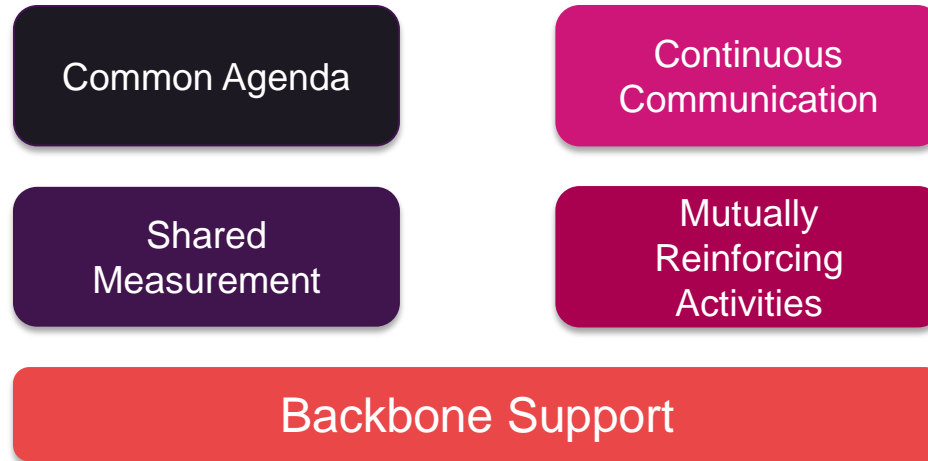 Common Agenda
Continuous
Communication
Shared
Measurement
Mutually
Reinforcing
Activities
Backbone Support